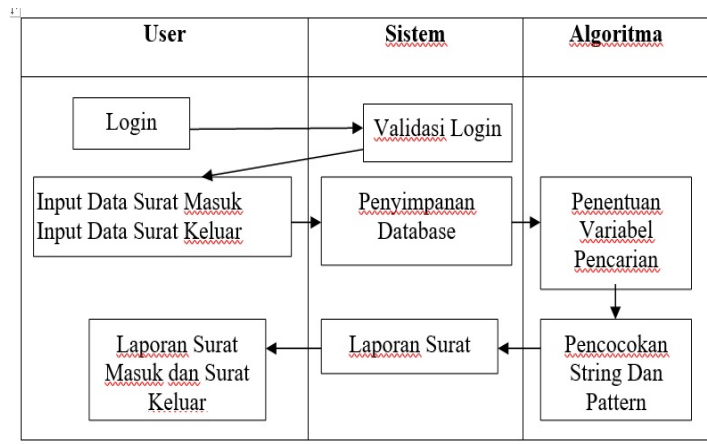 User
Sistem
Algoritma
Login
Validasi Login
Input Data Surat Masuk
Input Data Surat Keluar
Penyimpanan
Database
Penentuan
Variabel
Pencarian
Laporan Surat
Masuk dan Surat
Keluar
Laporan Surat
Pencocokan
String Dan
Pattern